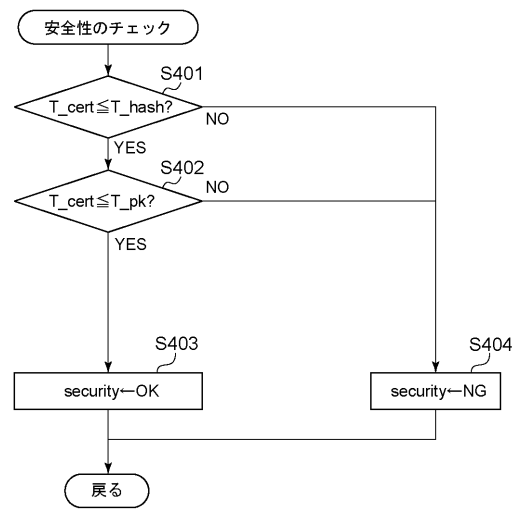 安全性のチェック
S401
T_cert≦T_hash?
NO
YES
S402
NO
T_cert≦T_pk?
YES
S403
S404
security←OK
security←NG
戻る